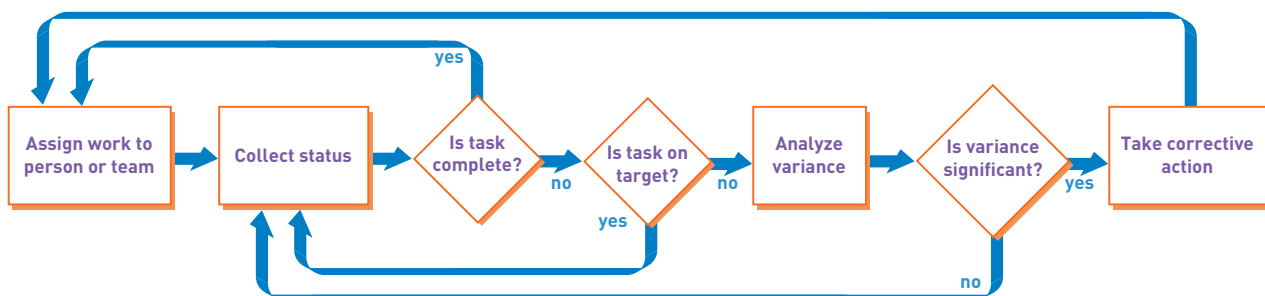 yes
Assign work to
person or team
Collect status
Is task
complete?
no
Is task on
target?
yes
no
Analyze
variance
Is variance
significant?
yes
no
Take corrective
action